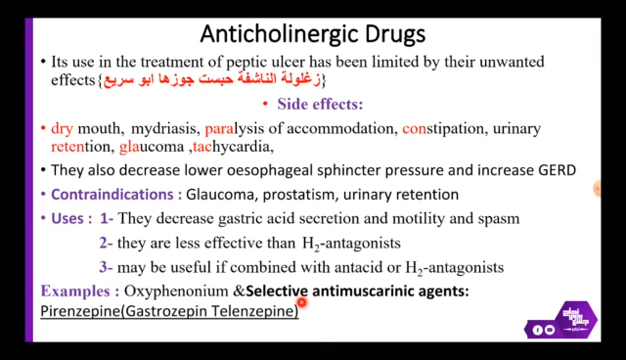 Anticholinergic Drugs
• Its use in the treatment of peptic ulcer has been limited by their unwanted
effects{زغلولة الناشفة حبست جوزها ابو سريع}
• Side effects:
• dry mouth, mydriasis, paralysis of accommodation, constipation, urinary
retention, glaucoma ,tachycardia,
• They also decrease lower oesophageal sphincter pressure and increase GERD
• Contraindications : Glaucoma, prostatism, urinary retention
• Uses : 1- They decrease gastric acid secretion and motility and spasm
2- they are less effective than H₂-antagonists
3- may be useful if combined with antacid or H₂-antagonists
Examples : Oxyphenonium &Selective antimuscarinic agents:
Pirenzepine(Gastrozepin Telenzepine)